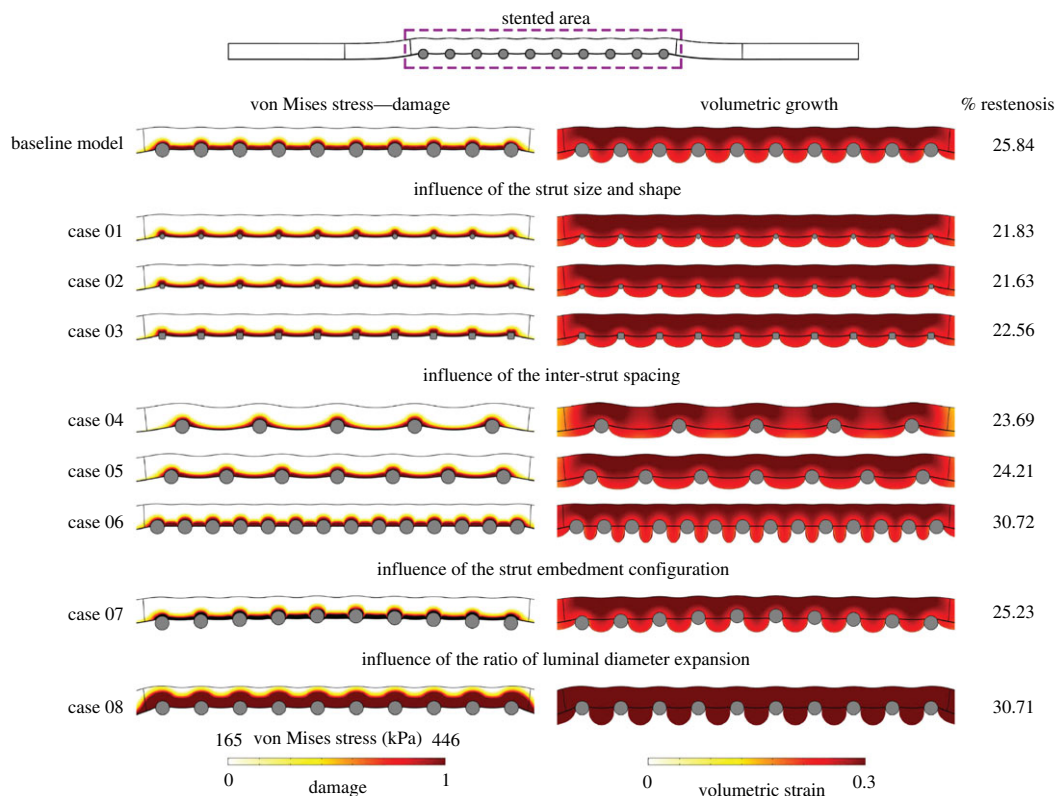 stented area
von Mises stress—damage volumetric growth % restenosis
baseline model 25.84
influence of the strut size and shape
case 01 21.83
case 02 21.63
case 03 22.56
influence of the inter-strut spacing
case 04 23.69
case 05 24.21
case 06 30.72
influence of the strut embedment configuration
case 07 25.23
influence of the ratio of luminal diameter expansion
case 08 30.71
165 von Mises stress (kPa) 446
0 damage 1
0 volumetric strain 0.3